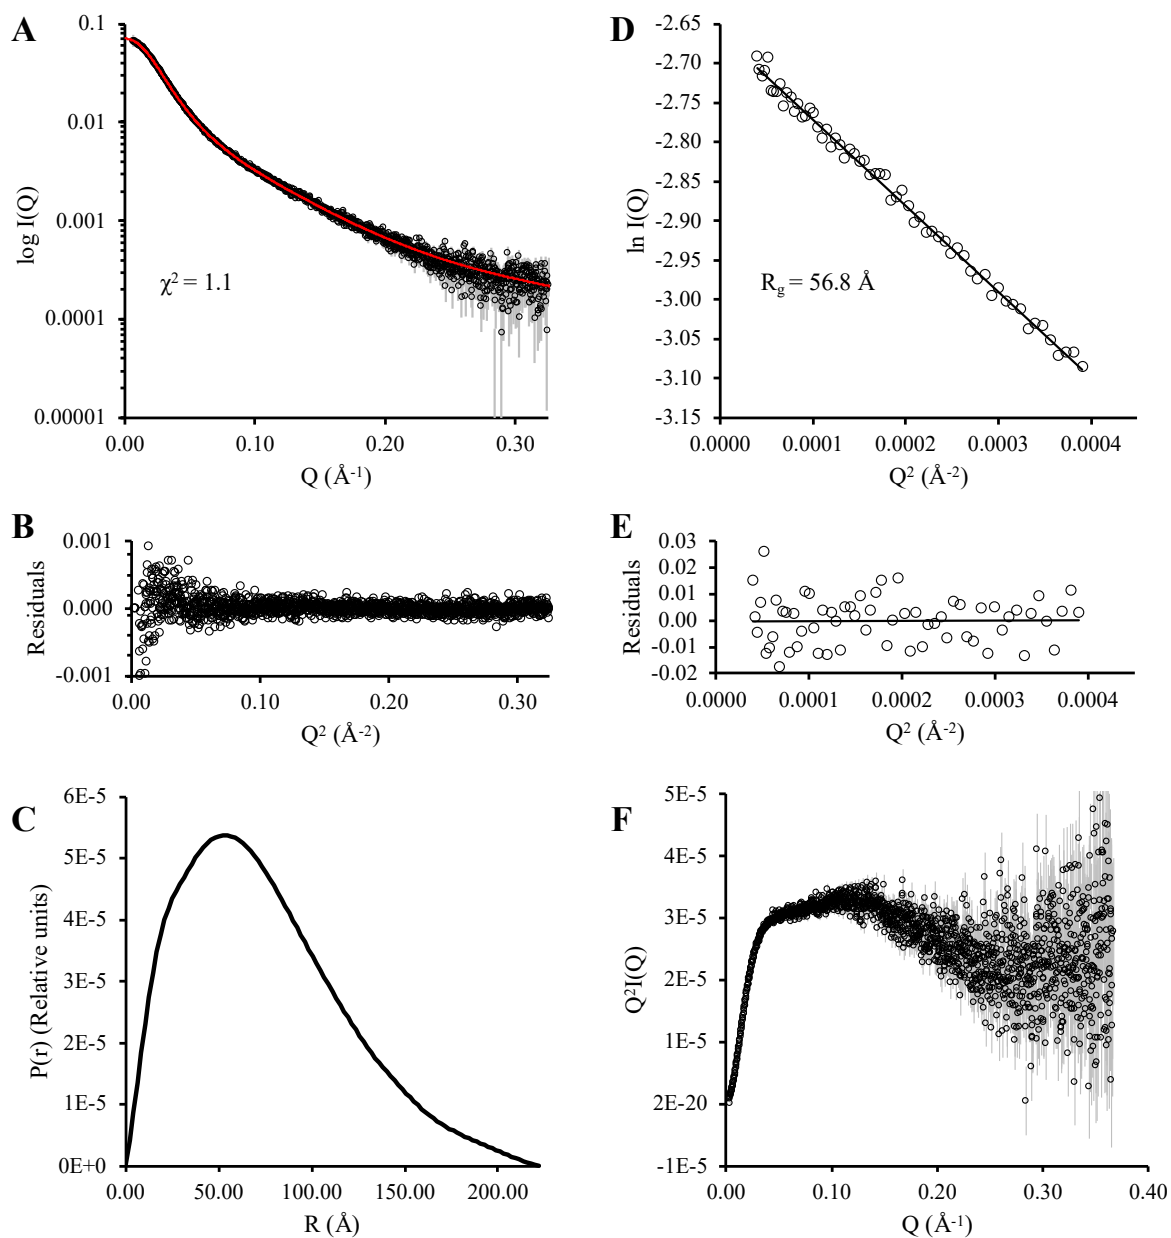 A
0.1
0.01
0.001
0.0001
0.00001
log I(Q)
χ² = 1.1
0.00 0.10 0.20 0.30
Q (Å⁻¹)
D
-2.65
-2.70
-2.75
-2.80
-2.85
-2.90
-2.95
-3.00
-3.05
-3.10
-3.15
ln I(Q)
Rg = 56.8 Å
0.0000 0.0001 0.0002 0.0003 0.0004
Q² (Å⁻²)
B
0.001
0.000
-0.001
Residuals
0.00 0.10 0.20 0.30
Q² (Å⁻²)
E
0.03
0.02
0.01
0.00
-0.01
-0.02
Residuals
0.0000 0.0001 0.0002 0.0003 0.0004
Q² (Å⁻²)
C
6E-5
5E-5
4E-5
3E-5
2E-5
1E-5
0E+0
P(r) (Relative units)
0.00 50.00 100.00 150.00 200.00
R (Å)
F
5E-5
4E-5
3E-5
2E-5
1E-5
2E-20
-1E-5
Q²I(Q)
0.00 0.10 0.20 0.30 0.40
Q (Å⁻¹)